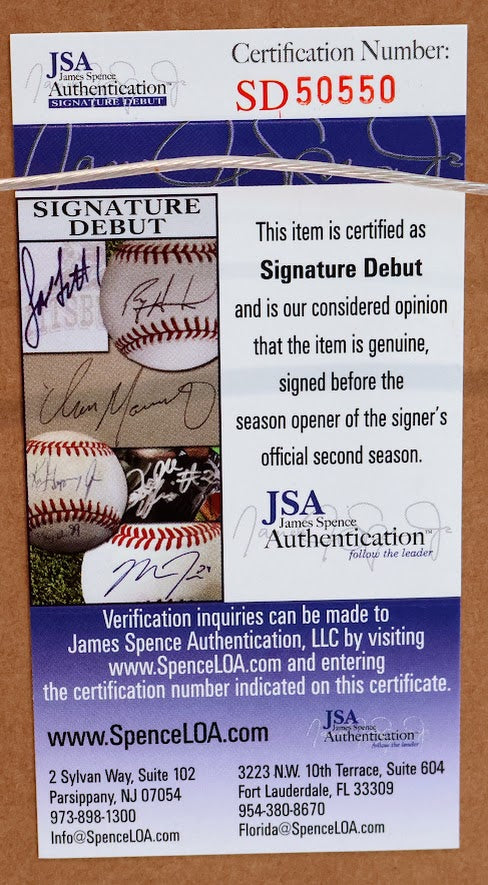 JSA
James Spence
Authentication™
SIGNATURE DEBUT
Certification Number:
SD 50550
SIGNATURE
DEBUT
This item is certified as
Signature Debut
and is our considered opinion
that the item is genuine,
signed before the
season opener of the signer's
official second season.
JSA
James Spence
Authentication™
follow the leader
Verification inquiries can be made to
James Spence Authentication, LLC by visiting
www.SpenceLOA.com and entering
the certification number indicated on this certificate.
www.SpenceLOA.com
JSA
James Spence
Authentication™
follow the leader
2 Sylvan Way, Suite 102
Parsippany, NJ 07054
973-898-1300
Info@SpenceLOA.com
3223 N.W. 10th Terrace, Suite 604
Fort Lauderdale, FL 33309
954-380-8670
Florida@SpenceLOA.com